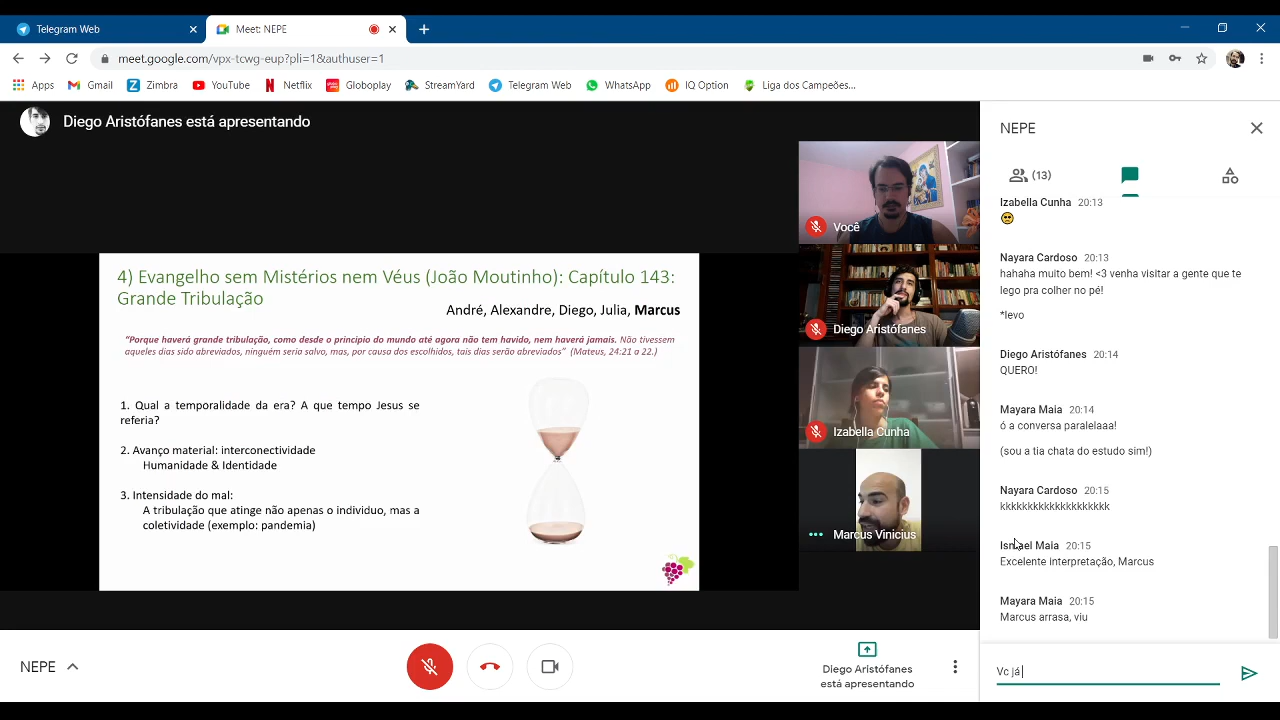 Telegram Web
Meet: NEPE
meet.google.com/vpx-tcwg-eup?pli=1&authuser=1
Apps
Gmail
Zimbra
YouTube
Netflix
Globoplay
StreamYard
Telegram Web
WhatsApp
IQ Option
Liga dos Campeões...
Diego Aristófanes está apresentando
4) Evangelho sem Mistérios nem Véus (João Moutinho): Capítulo 143:
Grande Tribulação
André, Alexandre, Diego, Julia, Marcus
“Porque haverá grande tribulação, como desde o princípio do mundo até agora não tem havido, nem haverá jamais. Não tivessem
aqueles dias sido abreviados, ninguém seria salvo, mas, por causa dos escolhidos, tais dias serão abreviados” (Mateus, 24:21 a 22.)
1. Qual a temporalidade da era? A que tempo Jesus se
referia?
2. Avanço material: interconectividade
Humanidade & Identidade
3. Intensidade do mal:
A tribulação que atinge não apenas o individuo, mas a
coletividade (exemplo: pandemia)
Você
Diego Aristófanes
Izabella Cunha
Marcus Vinicius
NEPE
Diego Aristófanes
está apresentando
NEPE
(13)
Izabella Cunha 20:13
Nayara Cardoso 20:13
hahaha muito bem! <3 venha visitar a gente que te
lego pra colher no pé!
*levo
Diego Aristófanes 20:14
QUERO!
Mayara Maia 20:14
ó a conversa paralelaaa!
(sou a tia chata do estudo sim!)
Nayara Cardoso 20:15
kkkkkkkkkkkkkkkkkkkk
Ismael Maia 20:15
Excelente interpretação, Marcus
Mayara Maia 20:15
Marcus arrasa, viu
Vc já